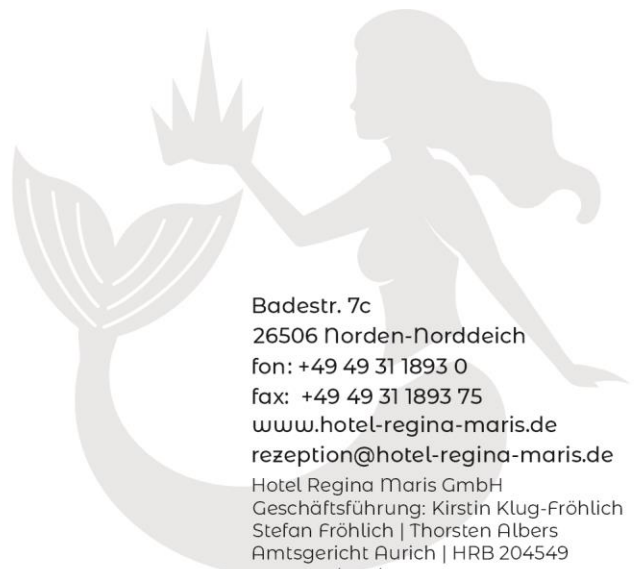 Badestr. 7c
26506 Norden-Norddeich
fon: +49 49 31 1893 0
fax: +49 49 31 1893 75
www.hotel-regina-maris.de
rezeption@hotel-regina-maris.de
Hotel Regina Maris GmbH
Geschäftsführung: Kirstin Klug-Fröhlich
Stefan Fröhlich | Thorsten Albers
Amtsgericht Aurich | HRB 204549